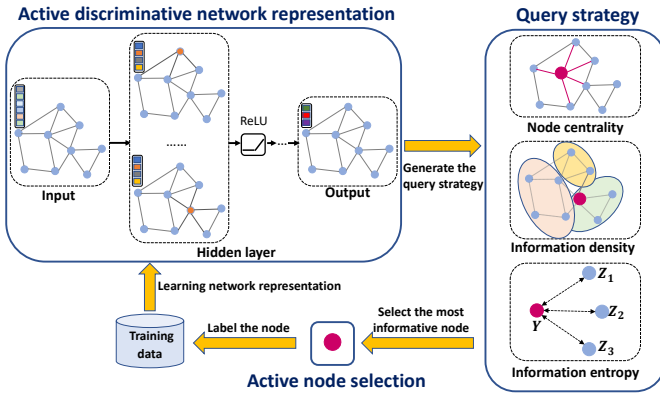 Active discriminative network representation
Query strategy
Input
......
Hidden layer
ReLU
...
Output
Generate the
query strategy
Node centrality
Information density
Z1
Z2
Z3
Y
Information entropy
Learning network representation
Training
data
Label the node
Select the most
informative node
Active node selection